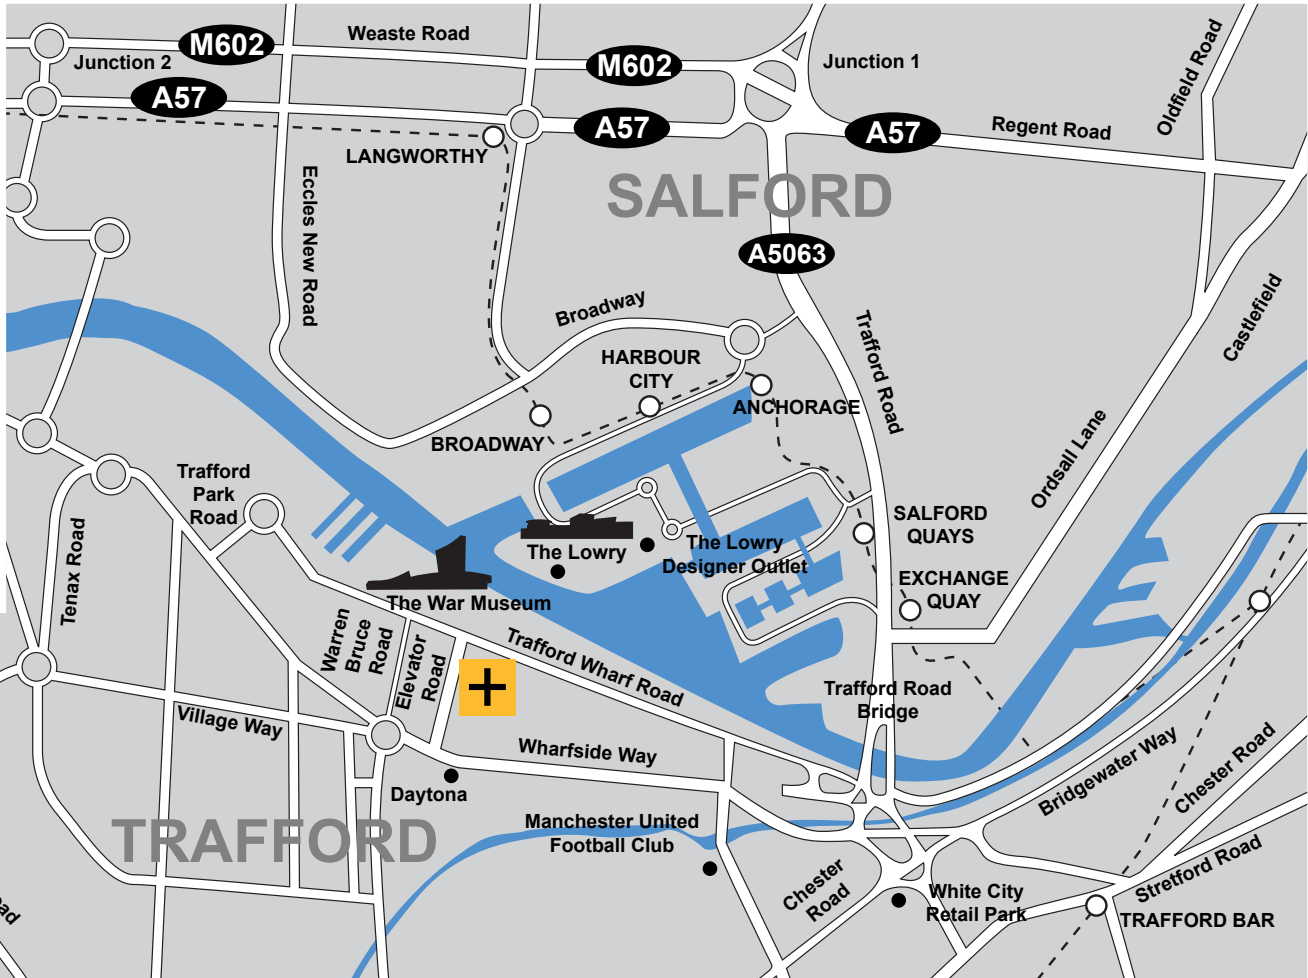 Weaste Road
M602
Junction 2
M602
Junction 1
A57
A57
A57
Regent Road
Oldfield Road
LANGWORTHY
Eccles New Road
SALFORD
A5063
Broadway
Trafford Road
Castlefield
HARBOUR
CITY
ANCHORAGE
BROADWAY
Ordsall Lane
Trafford
Park
Road
SALFORD
QUAYS
The Lowry
The Lowry
Designer Outlet
Tenax Road
EXCHANGE
QUAY
The War Museum
Warren
Bruce
Road
Elevator
Road
Trafford Wharf Road
Trafford Road
Bridge
Village Way
Wharfside Way
Bridgewater Way
Chester Road
Daytona
TRAFFORD
Manchester United
Football Club
Chester
Road
White City
Retail Park
Stretford Road
TRAFFORD BAR